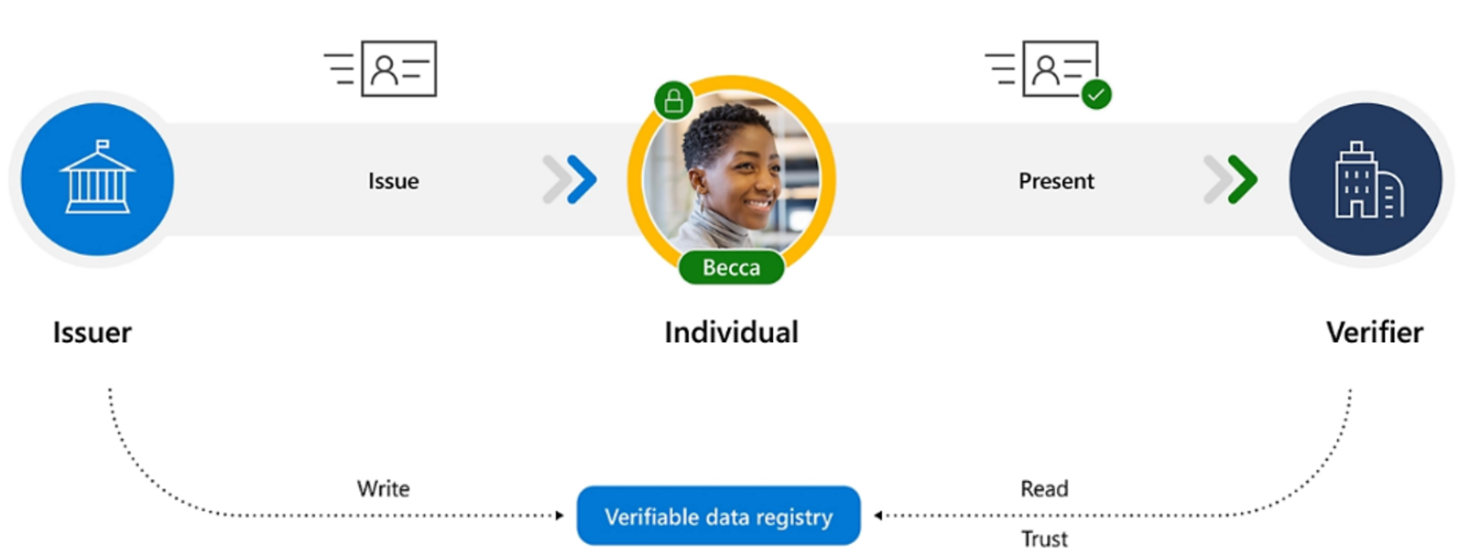 Issue
Present
Becca
Issuer
Individual
Verifier
Write
Read
Verifiable data registry
Trust